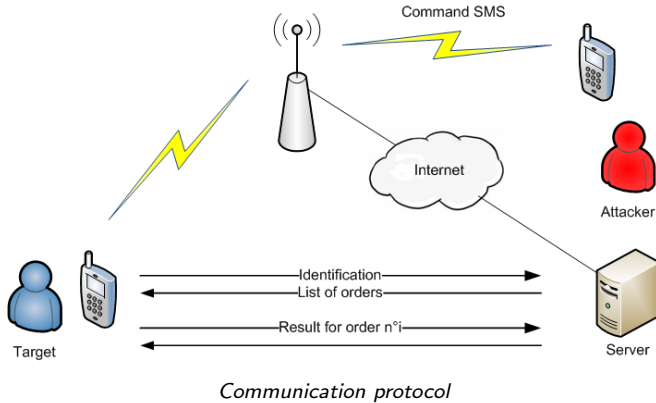 Command SMS
Internet
Attacker
Identification
List of orders
Result for order n°i
Target
Server
Communication protocol